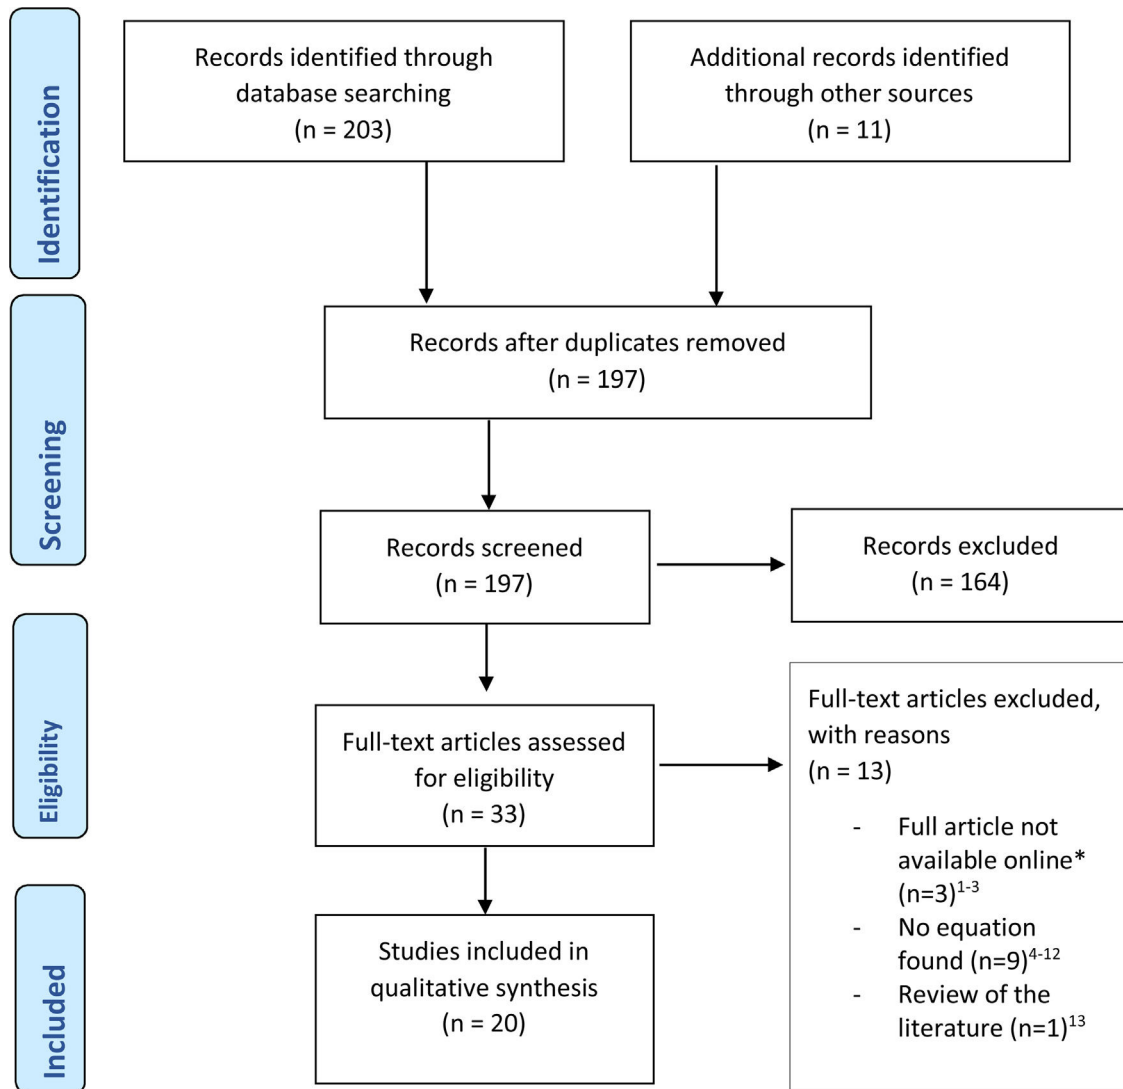 Identification
Records identified through
database searching
(n = 203)
Additional records identified
through other sources
(n = 11)
Screening
Records after duplicates removed
(n = 197)
Records screened
(n = 197)
Records excluded
(n = 164)
Eligibility
Full-text articles assessed
for eligibility
(n = 33)
Full-text articles excluded,
with reasons
(n = 13)
- Full article not
available online*
(n=3)1-3
- No equation
found (n=9)4-12
- Review of the
literature (n=1)13
Included
Studies included in
qualitative synthesis
(n = 20)